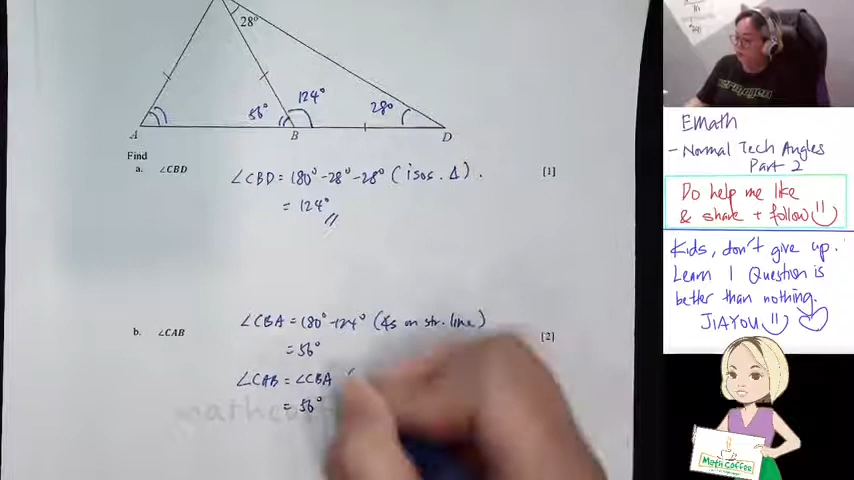 28°
56°
124°
28°
A
B
D
Find
a. ∠CBD
∠CBD = 180° - 28° - 28° (isos. Δ).
[1]
= 124°
b. ∠CAB
∠CBA = 180° - 124° (∠s on str. line)
[2]
= 56°
∠CAB = ∠CBA (
= 56°
EMath
- Normal Tech Angles
Part 2
Do help me like
& share + follow
Kids, don't give up.
Learn 1 Question is
better than nothing.
JIAYOU
Math Coffee